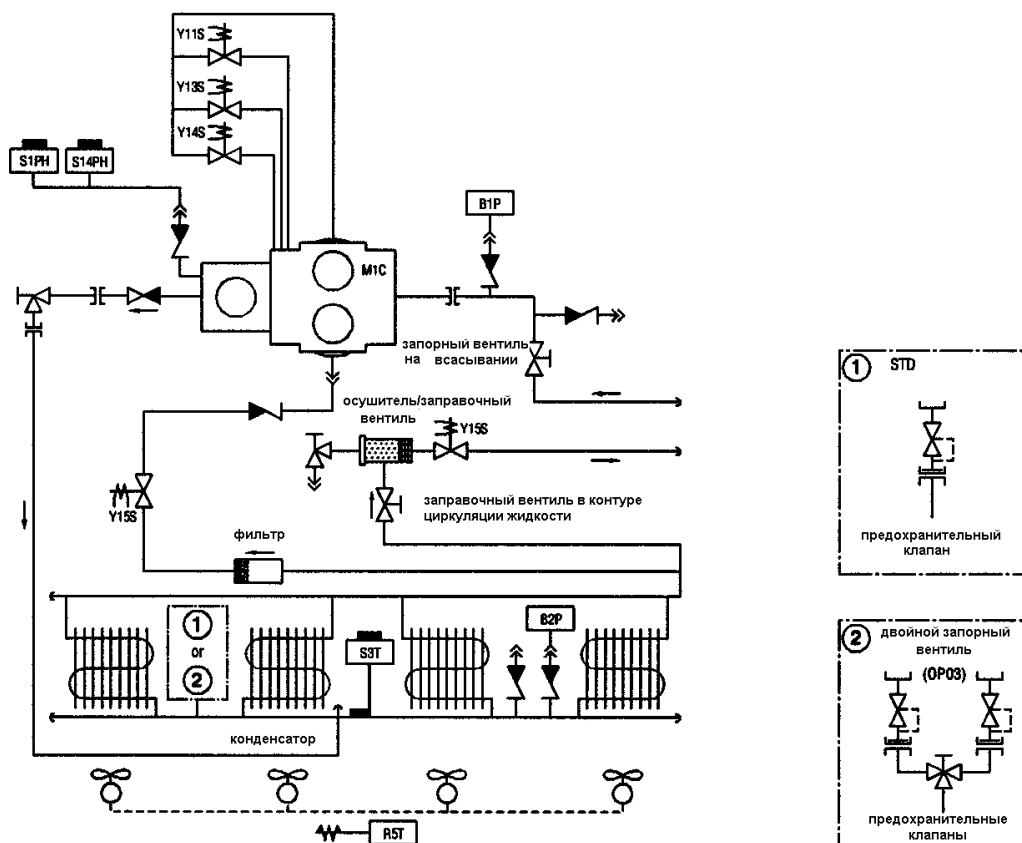 Y11S
Y13S
Y14S
S1PH
S14PH
B1P
M1C
запорный вентиль
на всасывании
осушитель/заправочный
вентиль
Y15S
заправочный вентиль в контуре
циркуляции жидкости
Y15S
фильтр
1
or
2
S3T
B2P
конденсатор
R5T
1 STD
предохранительный
клапан
2 двойной запорный
вентиль
(OP03)
предохранительные
клапаны